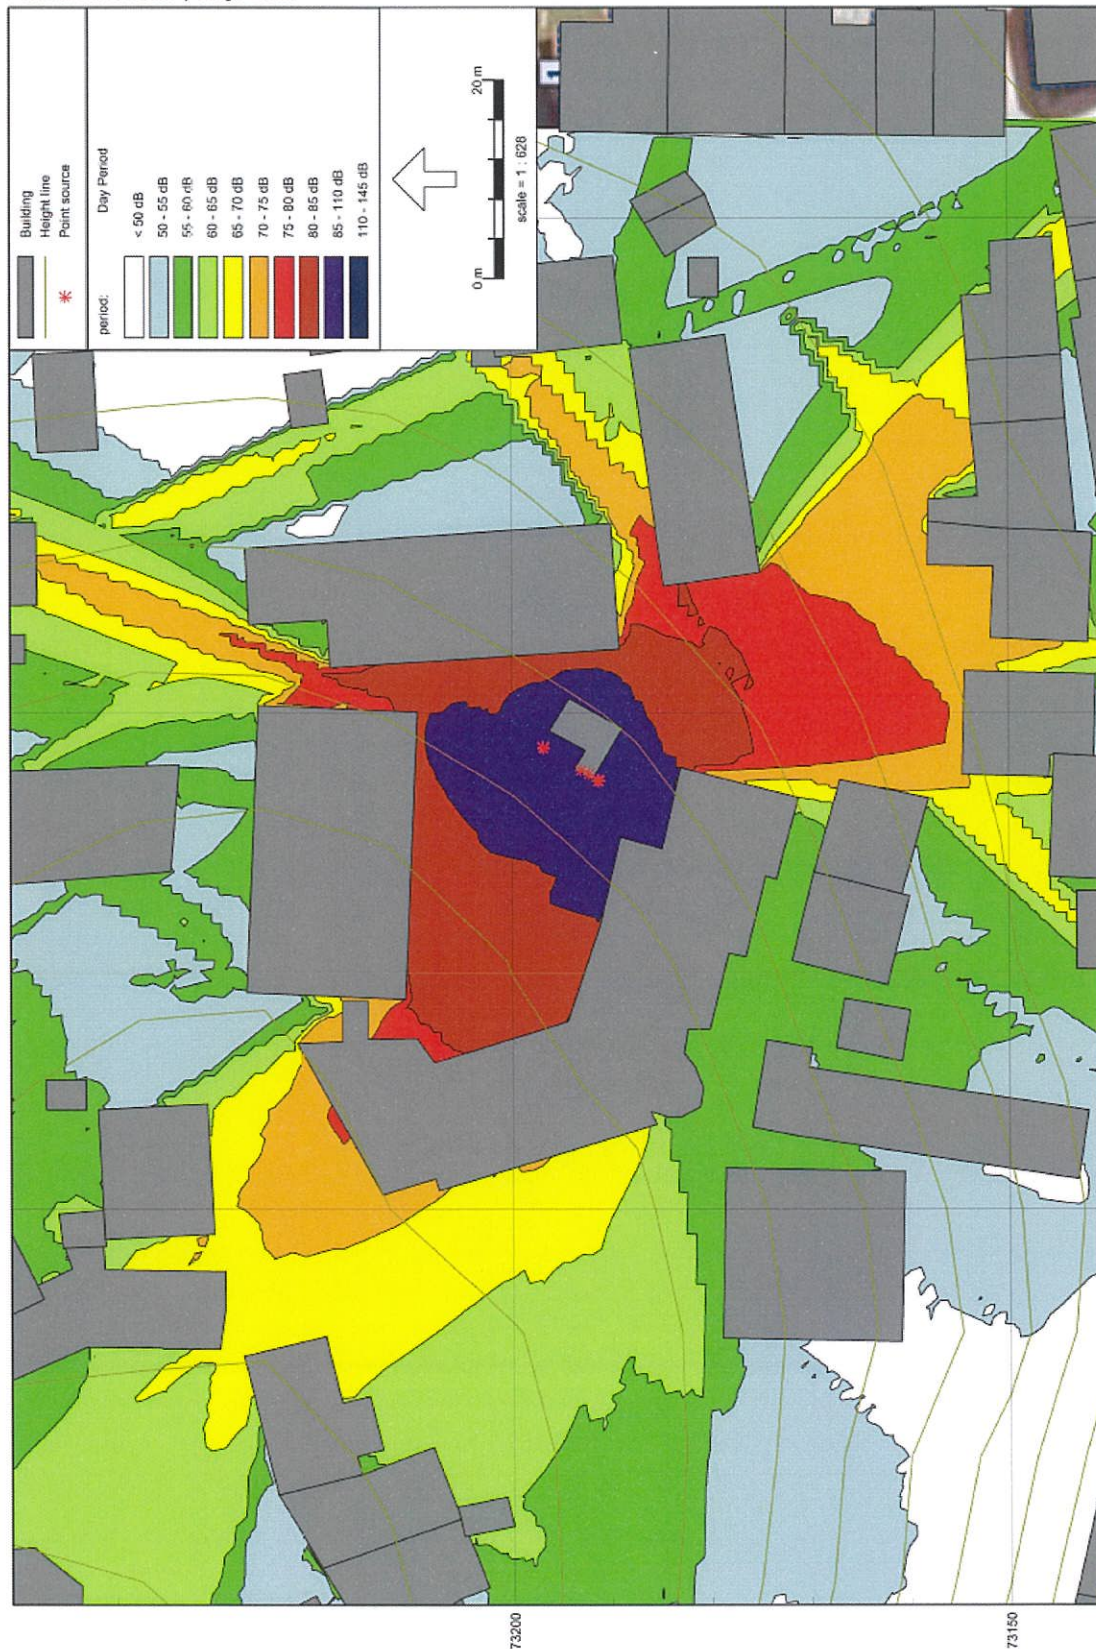 Building
Height line
Point source
period:
Day Period
< 50 dB
50 - 55 dB
55 - 60 dB
60 - 65 dB
65 - 70 dB
70 - 75 dB
75 - 80 dB
80 - 85 dB
85 - 110 dB
110 - 145 dB
0 m
20 m
scale = 1 : 628
1
73200
73150